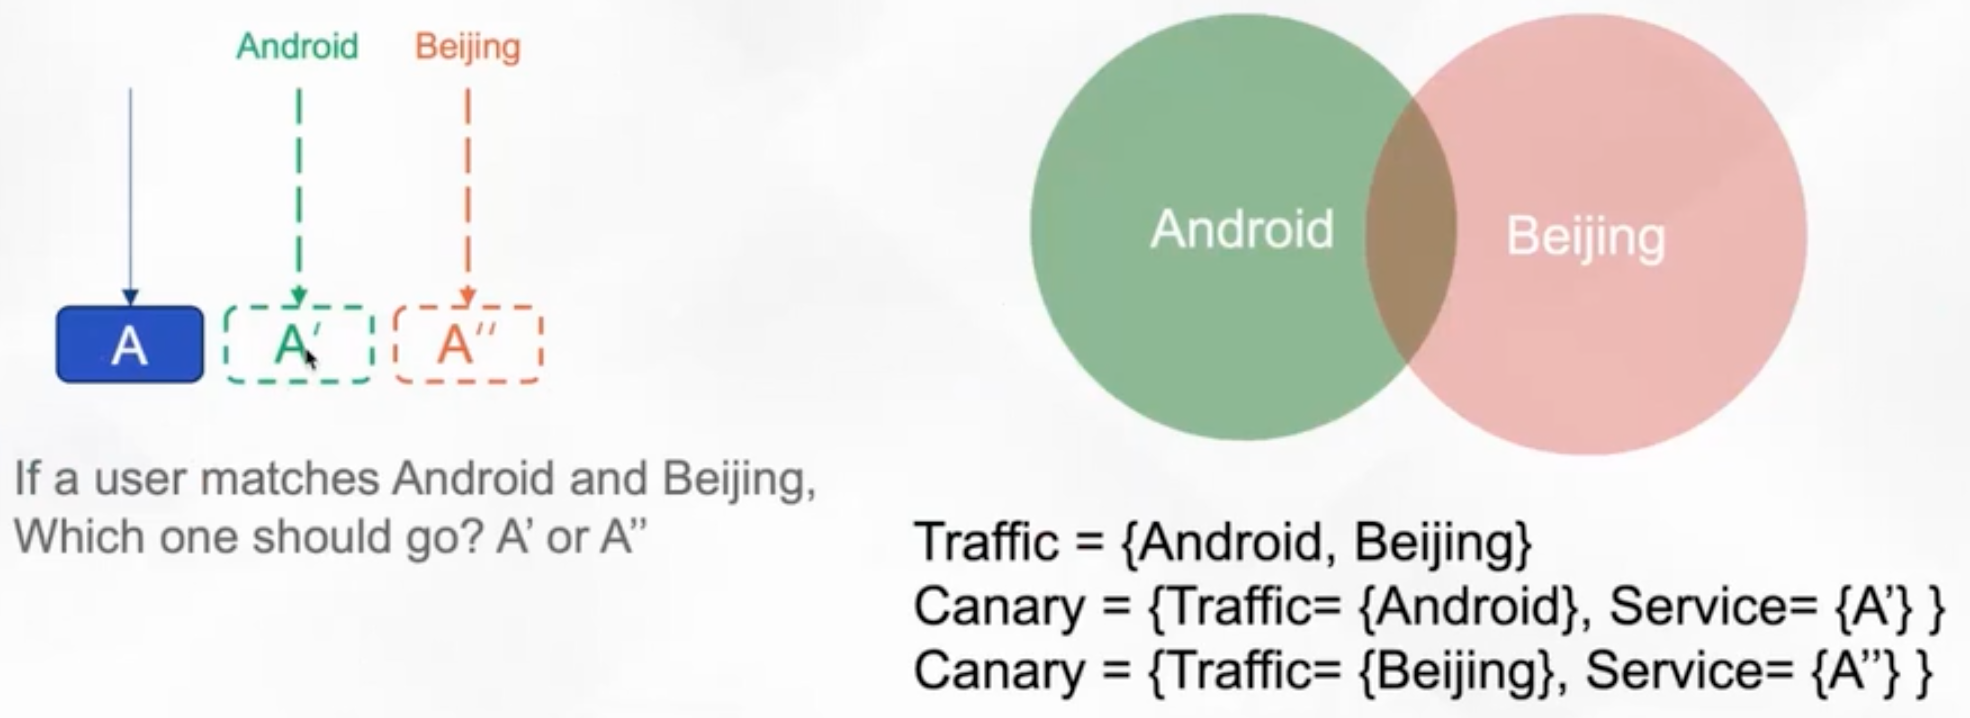 Android
Beijing
A
A′
A′′
If a user matches Android and Beijing,
Which one should go? A’ or A”
Android
Beijing
Traffic = {Android, Beijing}
Canary = {Traffic= {Android}, Service= {A’} }
Canary = {Traffic= {Beijing}, Service= {A”} }